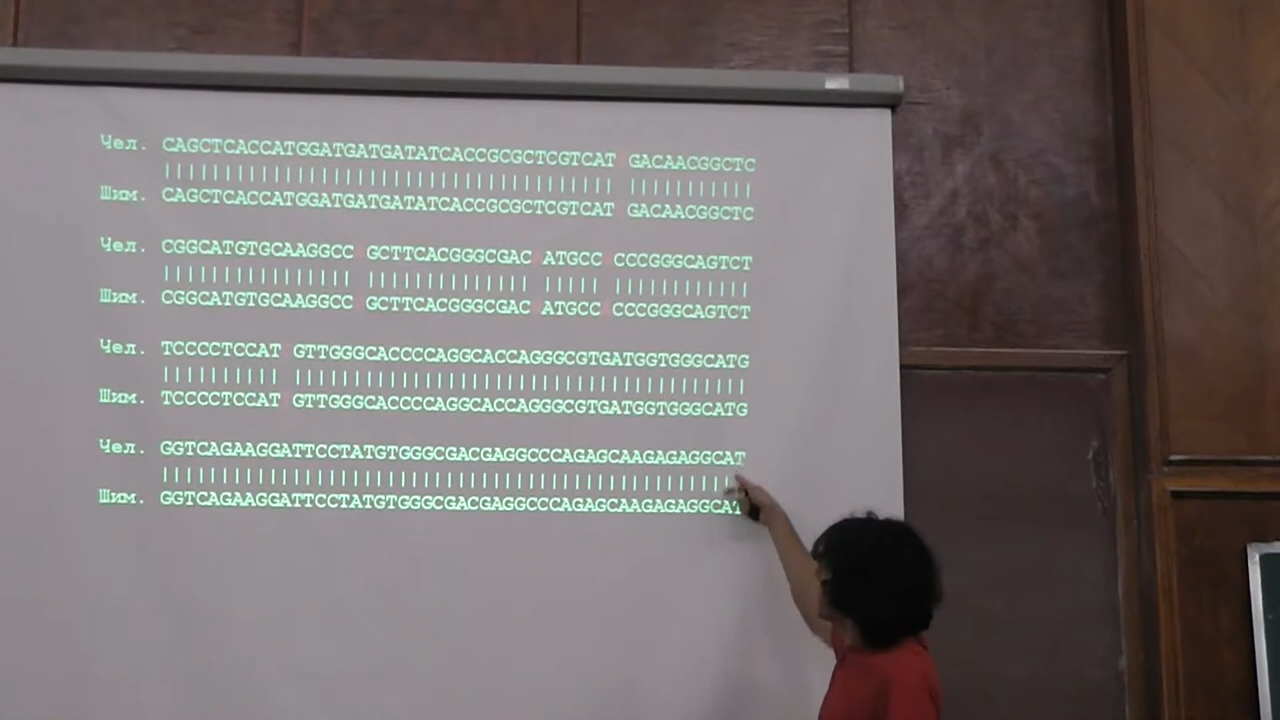 Чел. CAGCTCACCATGGATGATGATATCACCGCGCTCGTCAT GACAACGGCTC
||||||||||||||||||||||||||||||||||||||| |||||||||||
Шим. CAGCTCACCATGGATGATGATATCACCGCGCTCGTCAT GACAACGGCTC
Чел. CGGCATGTGCAAGGCC GCTTCACGGGCGAC ATGCC CCCGGGCAGTCT
|||||||||||||||| |||||||||||||| ||||| ||||||||||||
Шим. CGGCATGTGCAAGGCC GCTTCACGGGCGAC ATGCC CCCGGGCAGTCT
Чел. TCCCCTCCAT GTTGGGCACCCCAGGCACCAGGGCGTGATGGTGGGCATG
|||||||||| |||||||||||||||||||||||||||||||||||||||
Шим. TCCCCTCCAT GTTGGGCACCCCAGGCACCAGGGCGTGATGGTGGGCATG
Чел. GGTCAGAAGGATTCCTATGTGGGCGACGAGGCCCAGAGCAAGAGAGGCAT
||||||||||||||||||||||||||||||||||||||||||||||||
Шим. GGTCAGAAGGATTCCTATGTGGGCGACGAGGCCCAGAGCAAGAGAGGCAT